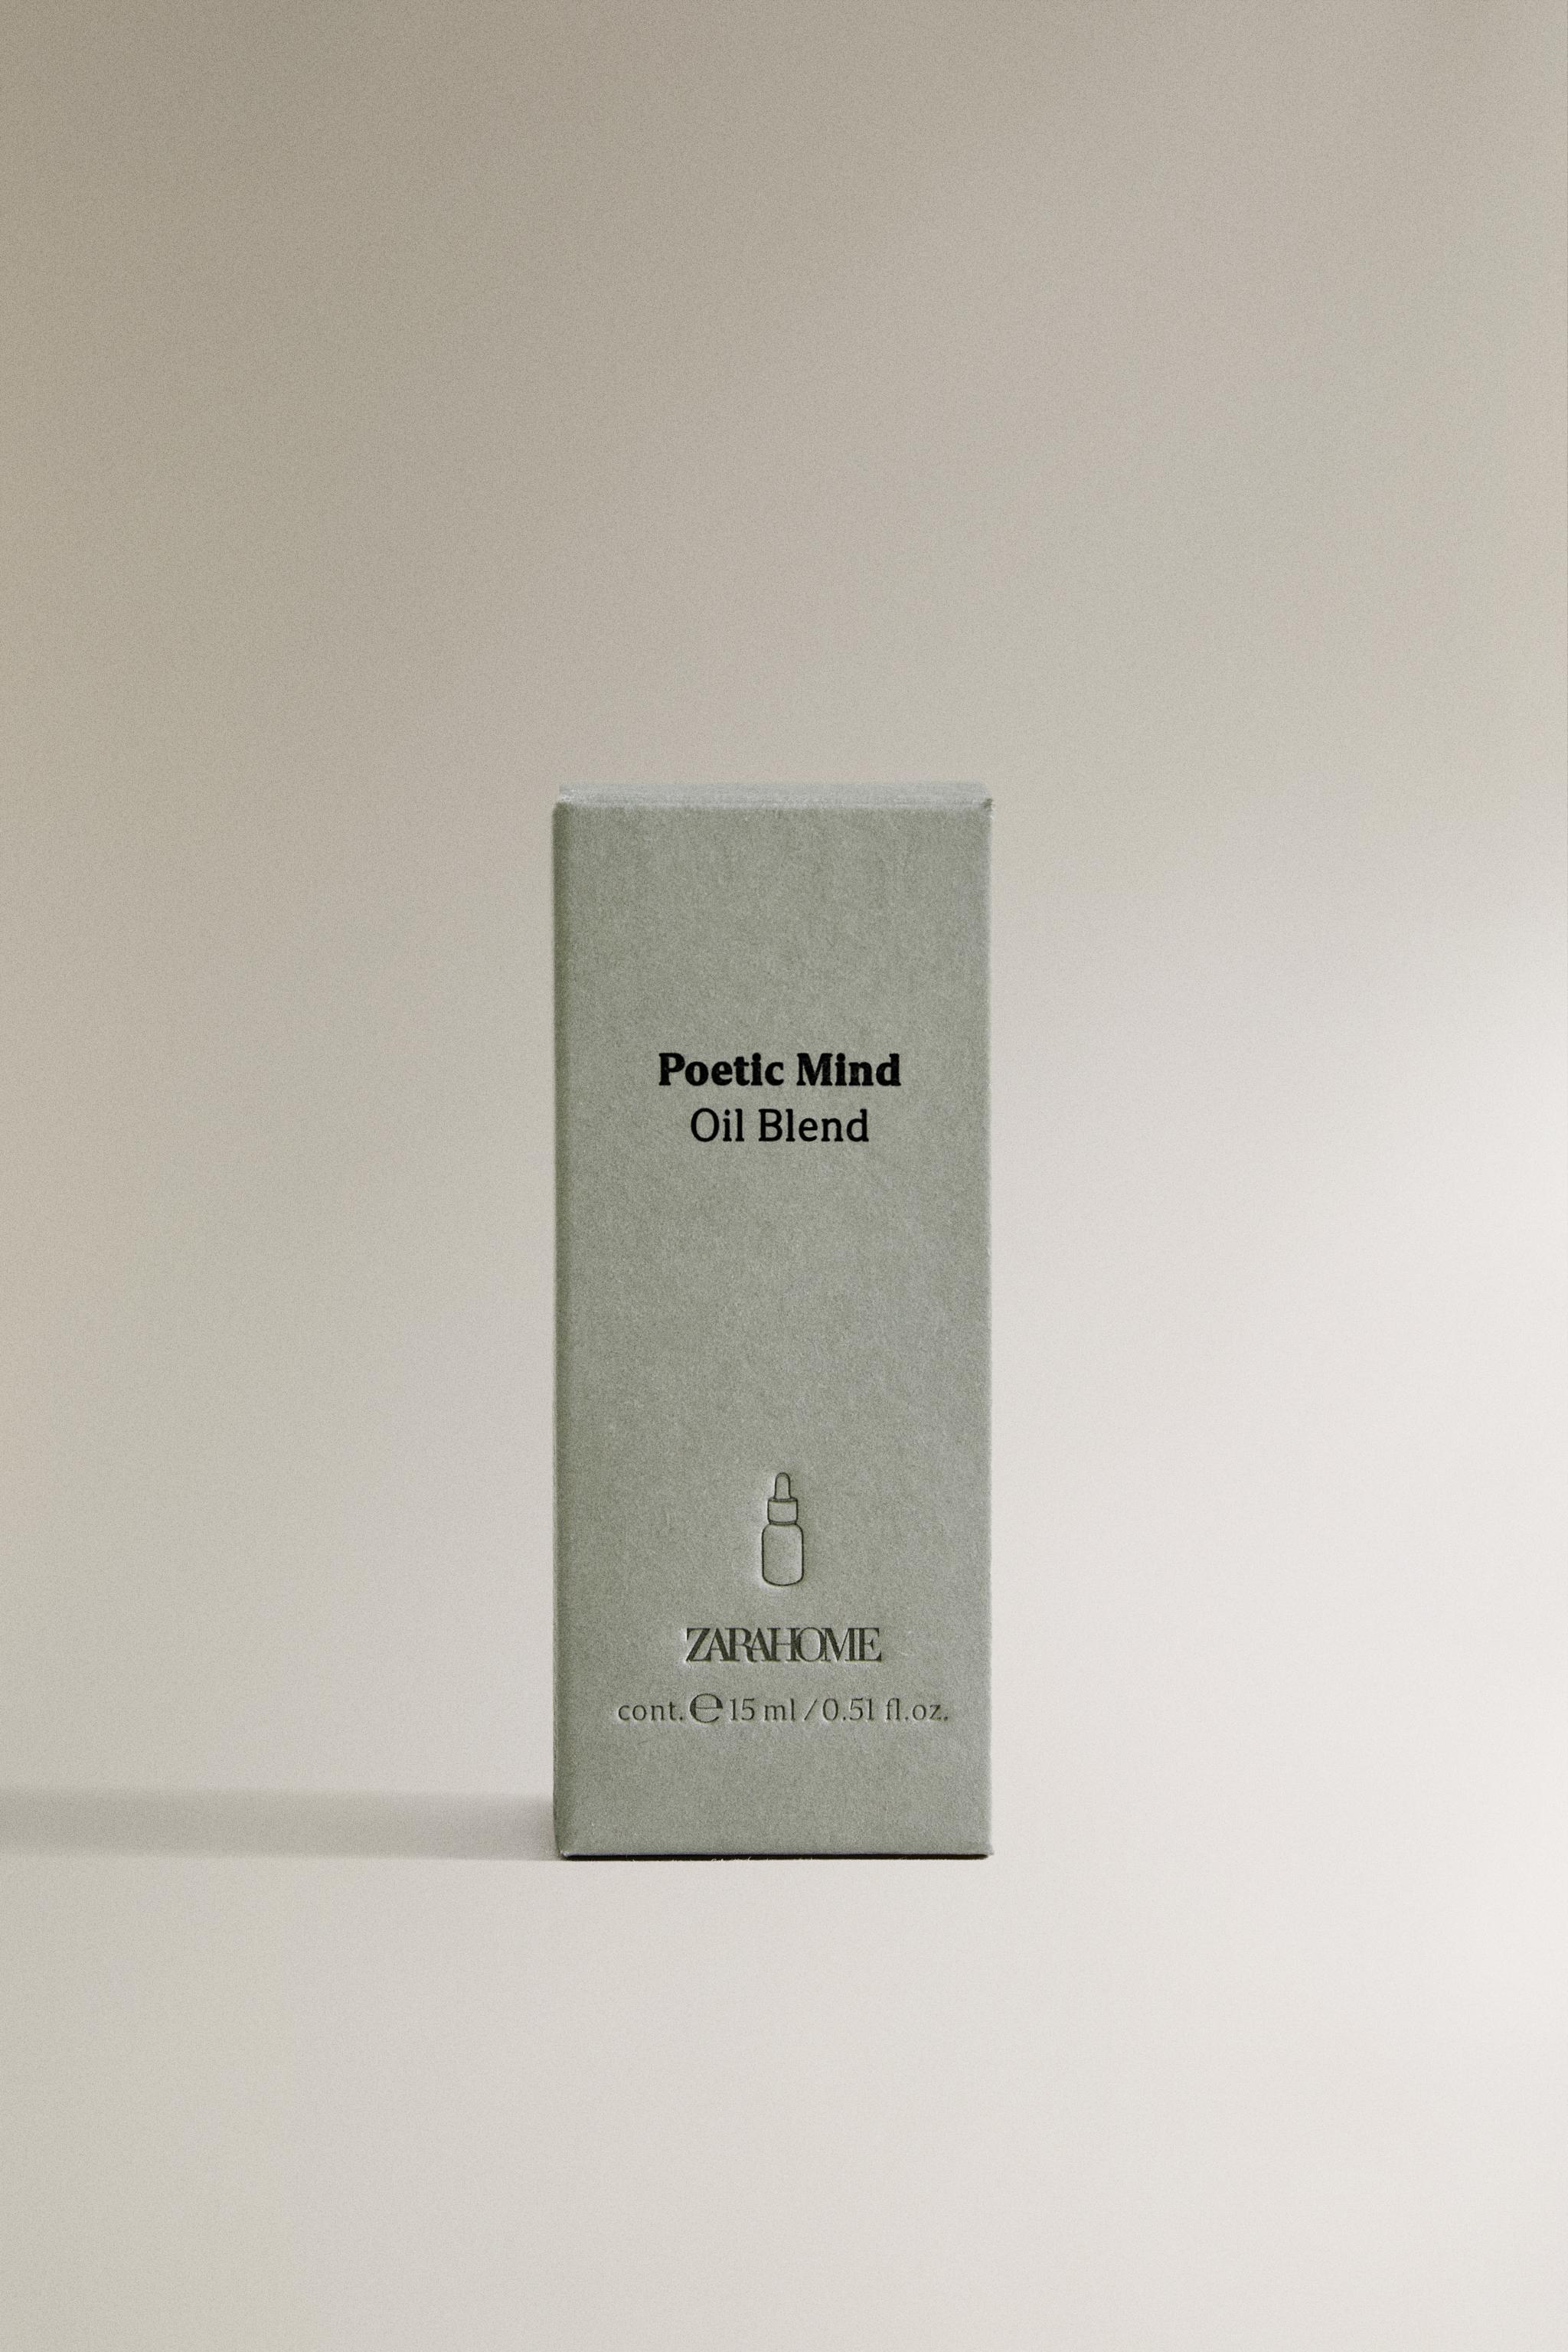 Poetic Mind
Oil Blend
ZARAHOME
cont. ℮ 15 ml / 0.51 fl.oz.